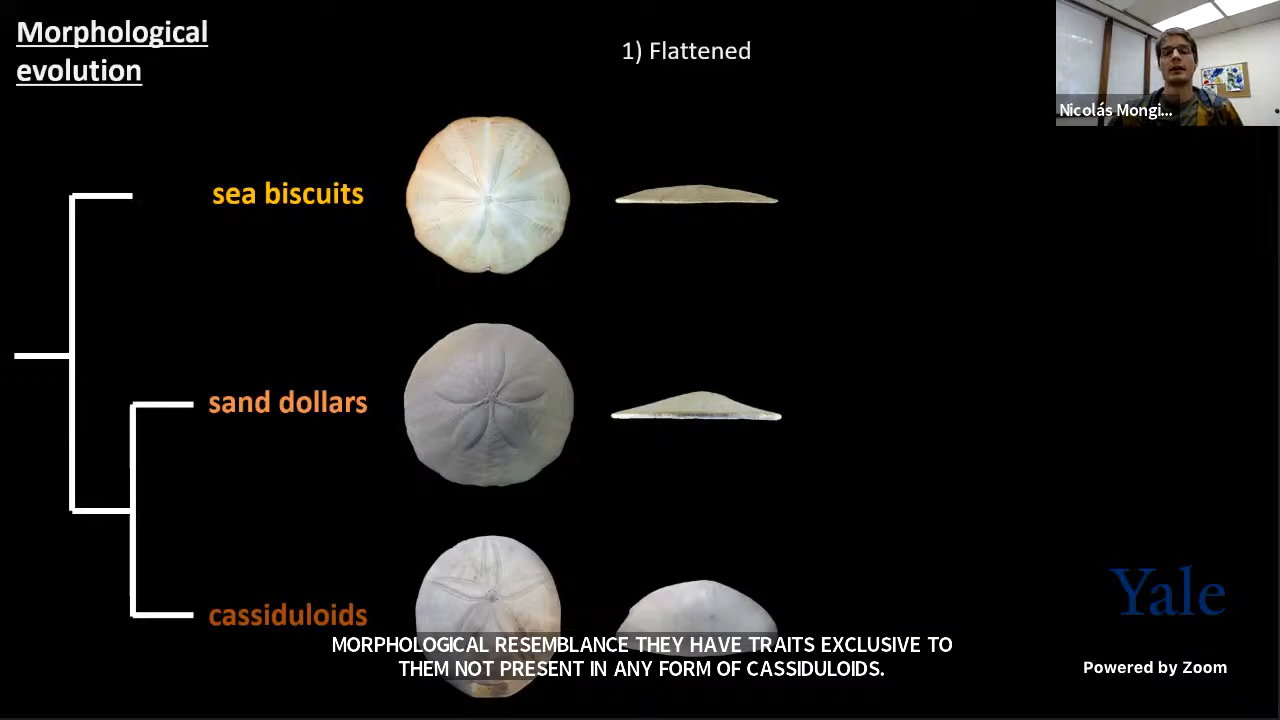 Morphological
evolution
1) Flattened
Nicolás Mongi...
sea biscuits
sand dollars
cassiduloids
MORPHOLOGICAL RESEMBLANCE THEY HAVE TRAITS EXCLUSIVE TO
THEM NOT PRESENT IN ANY FORM OF CASSIDULOIDS.
Yale
Powered by Zoom